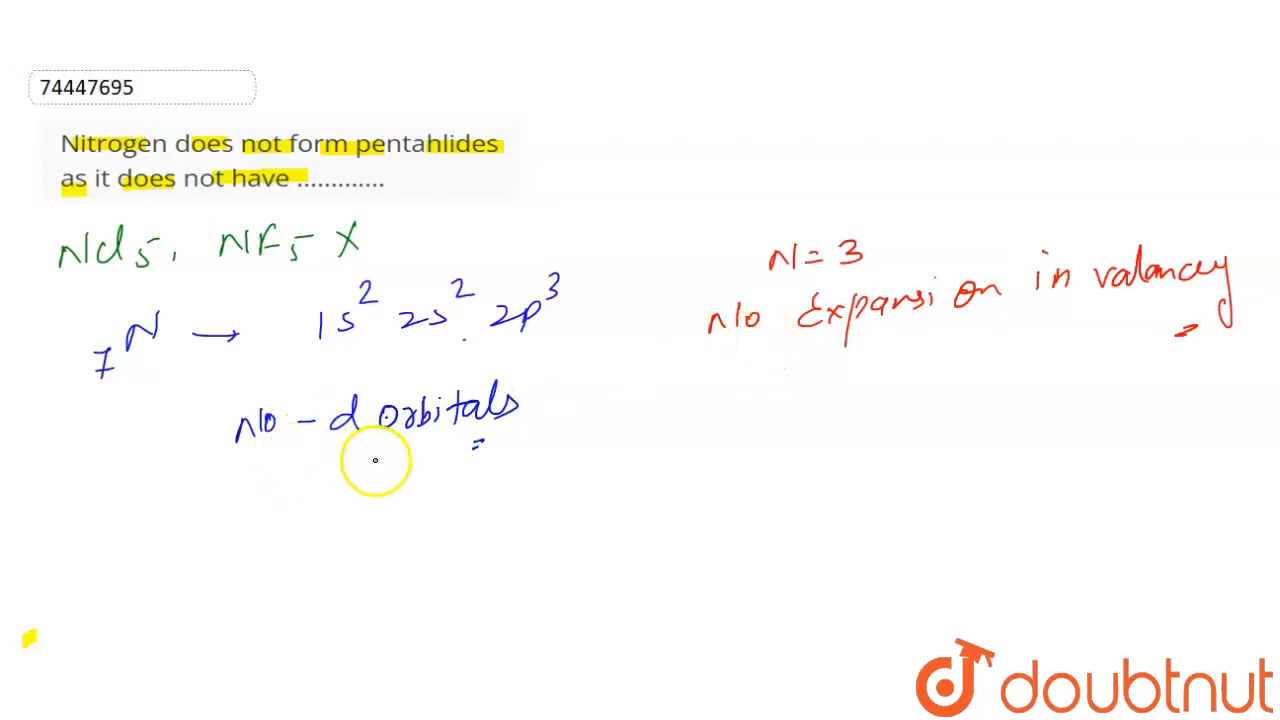 74447695
Nitrogen does not form pentahlides
as it does not have .............
NCl5, NF5 X
7N → 1s2 2s2 2p3
no - d orbitals
N = 3
no Expansion in valancy
doubtnut